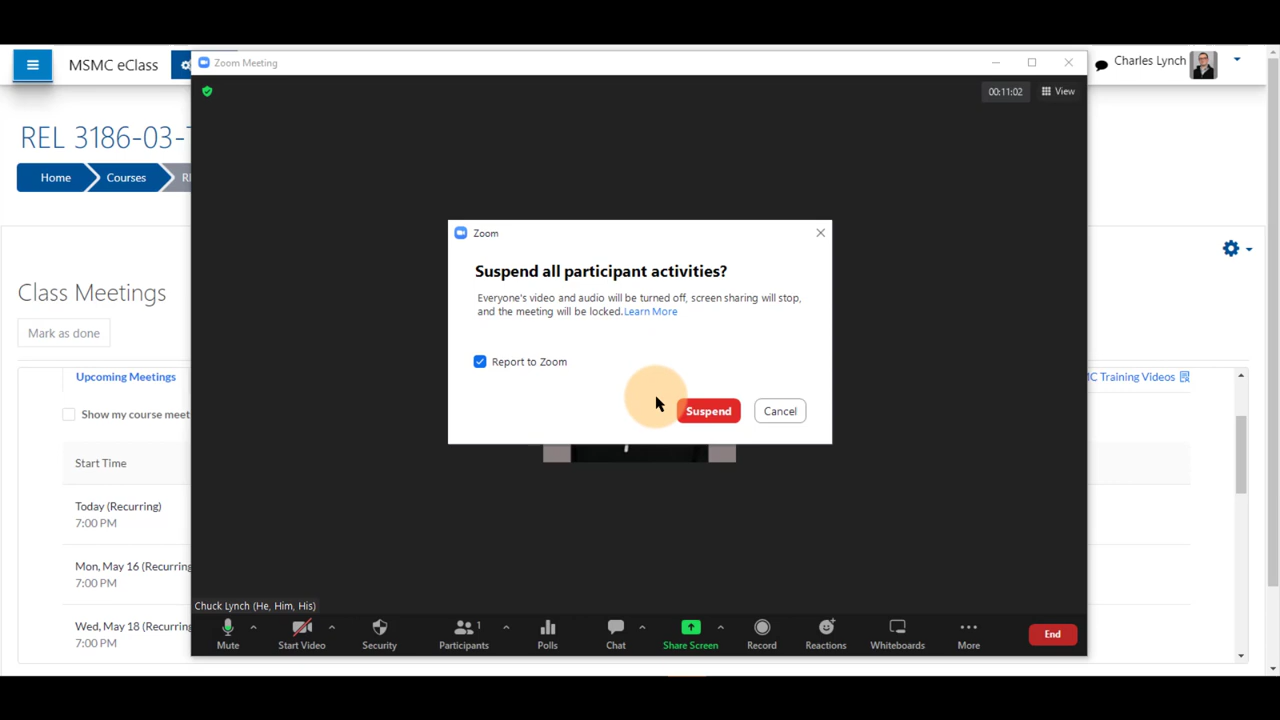 MSMC eClass
Zoom Meeting
Charles Lynch
00:11:02
View
REL 3186-03-
Home
Courses
Class Meetings
Mark as done
Zoom
Suspend all participant activities?
Everyone's video and audio will be turned off, screen sharing will stop,
and the meeting will be locked. Learn More
Report to Zoom
Suspend
Cancel
Upcoming Meetings
Training Videos
Show my course meet
Start Time
Today (Recurring)
7:00 PM
Mon, May 16 (Recurring
7:00 PM
Wed, May 18 (Recurring
7:00 PM
Chuck Lynch (He, Him, His)
Mute
Start Video
Security
Participants
1
Polls
Chat
Share Screen
Record
Reactions
Whiteboards
More
End